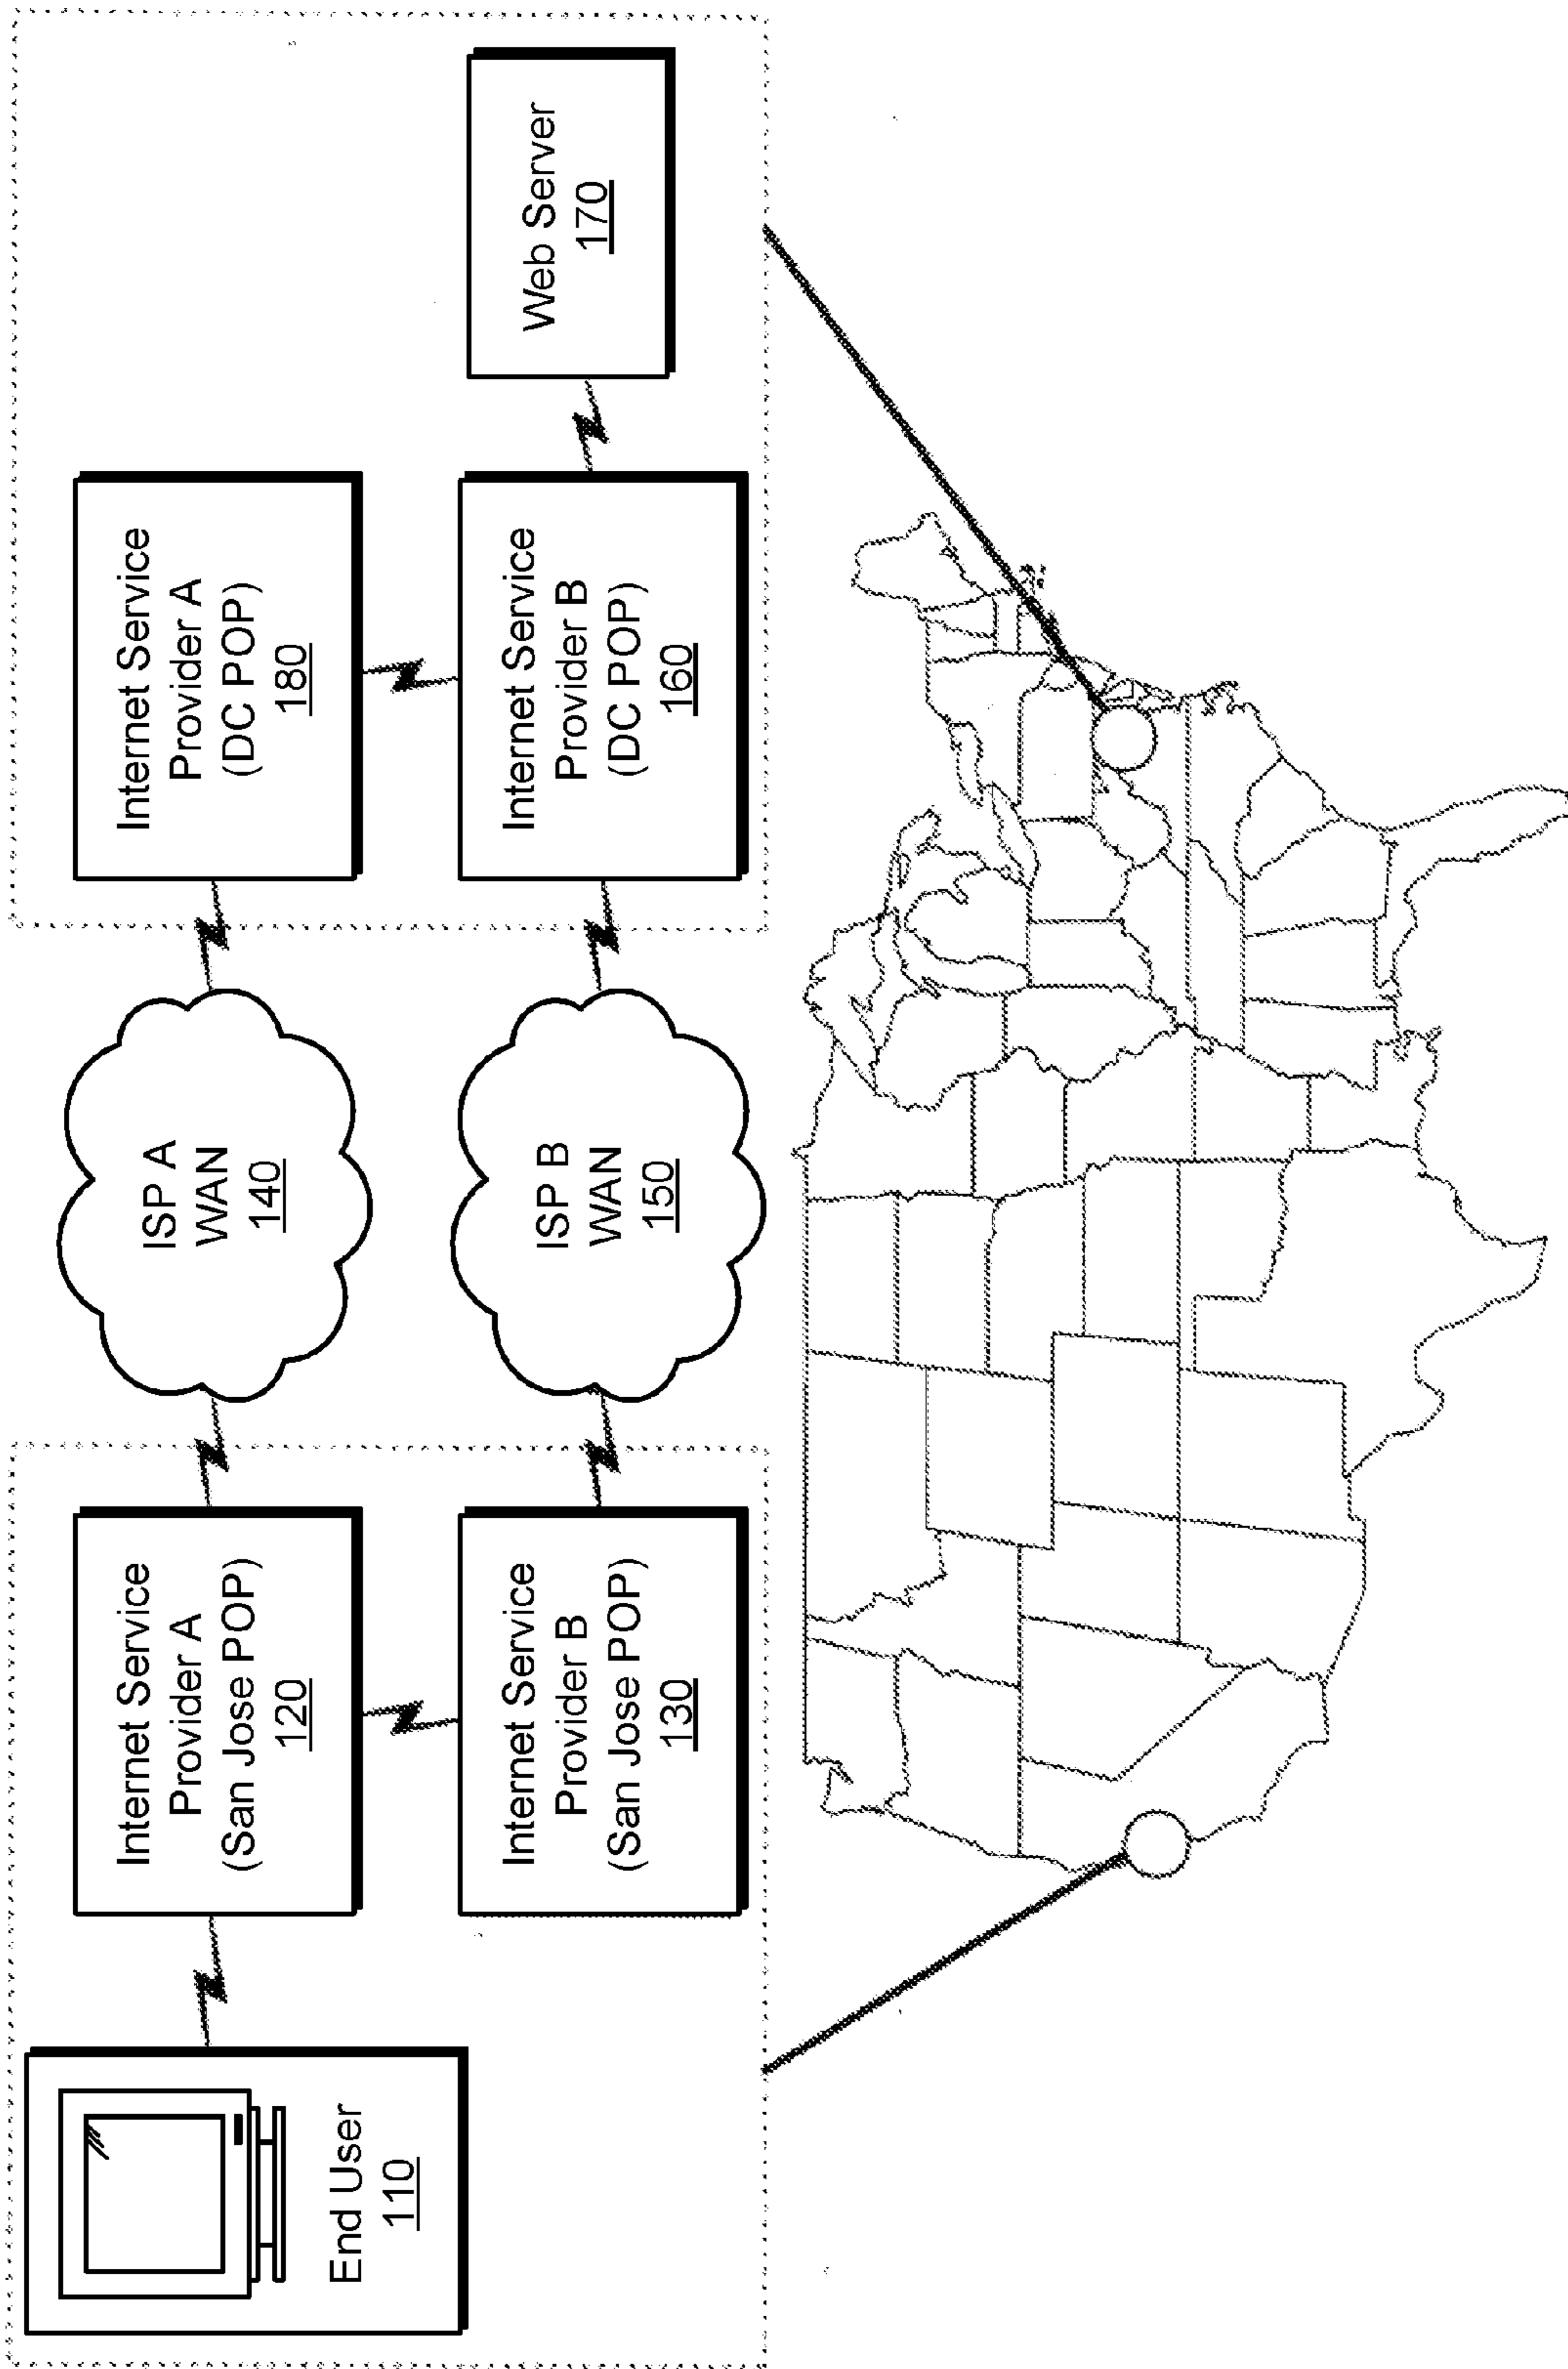 End User
110
Internet Service
Provider A
(San Jose POP)
120
Internet Service
Provider B
(San Jose POP)
130
ISP A
WAN
140
ISP B
WAN
150
Internet Service
Provider A
(DC POP)
180
Internet Service
Provider B
(DC POP)
160
Web Server
170